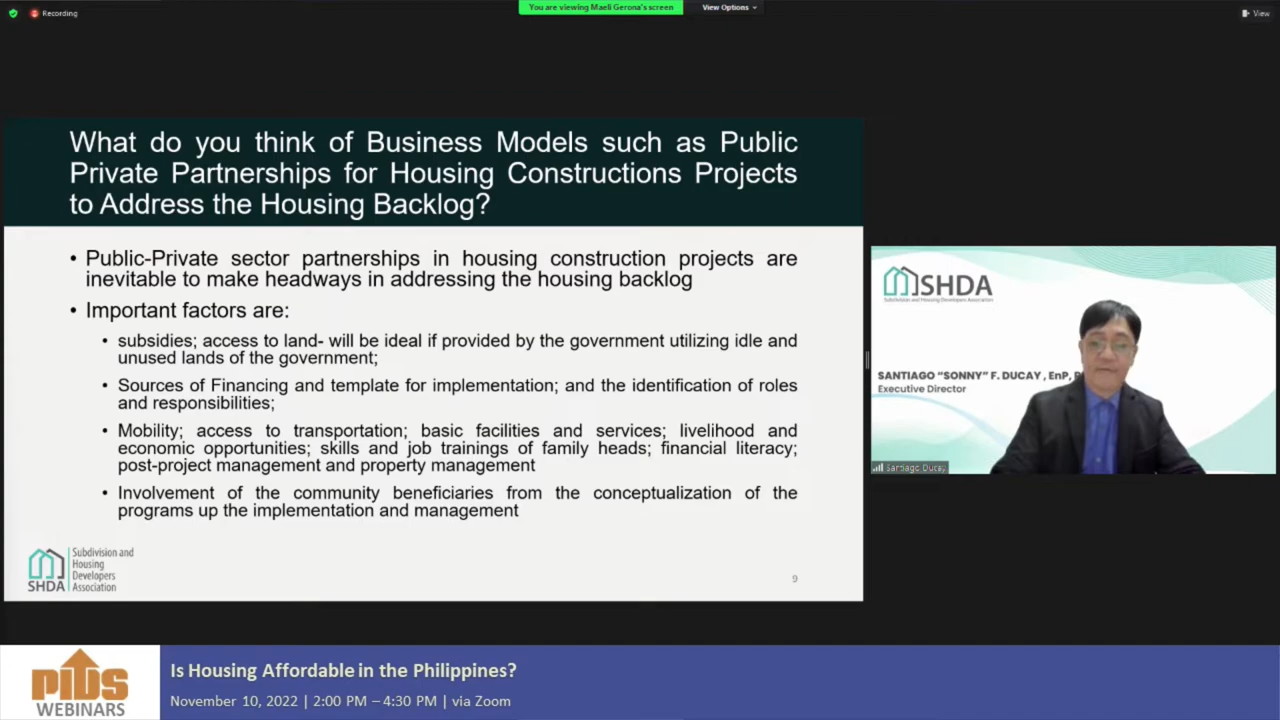 Recording
You are viewing Maeli Gerona's screen
View Options
View
What do you think of Business Models such as Public
Private Partnerships for Housing Constructions Projects
to Address the Housing Backlog?
• Public-Private sector partnerships in housing construction projects are
inevitable to make headways in addressing the housing backlog
• Important factors are:
• subsidies; access to land- will be ideal if provided by the government utilizing idle and
unused lands of the government;
• Sources of Financing and template for implementation; and the identification of roles
and responsibilities;
• Mobility; access to transportation; basic facilities and services; livelihood and
economic opportunities; skills and job trainings of family heads; financial literacy;
post-project management and property management
• Involvement of the community beneficiaries from the conceptualization of the
programs up the implementation and management
SHDA
Subdivision and
Housing
Developers
Association
9
SHDA
Subdivision and Housing Developers Association
SANTIAGO "SONNY" F. DUCAY , EnP,
Executive Director
Santiago Ducay
PIDS
WEBINARS
Is Housing Affordable in the Philippines?
November 10, 2022 | 2:00 PM – 4:30 PM | via Zoom